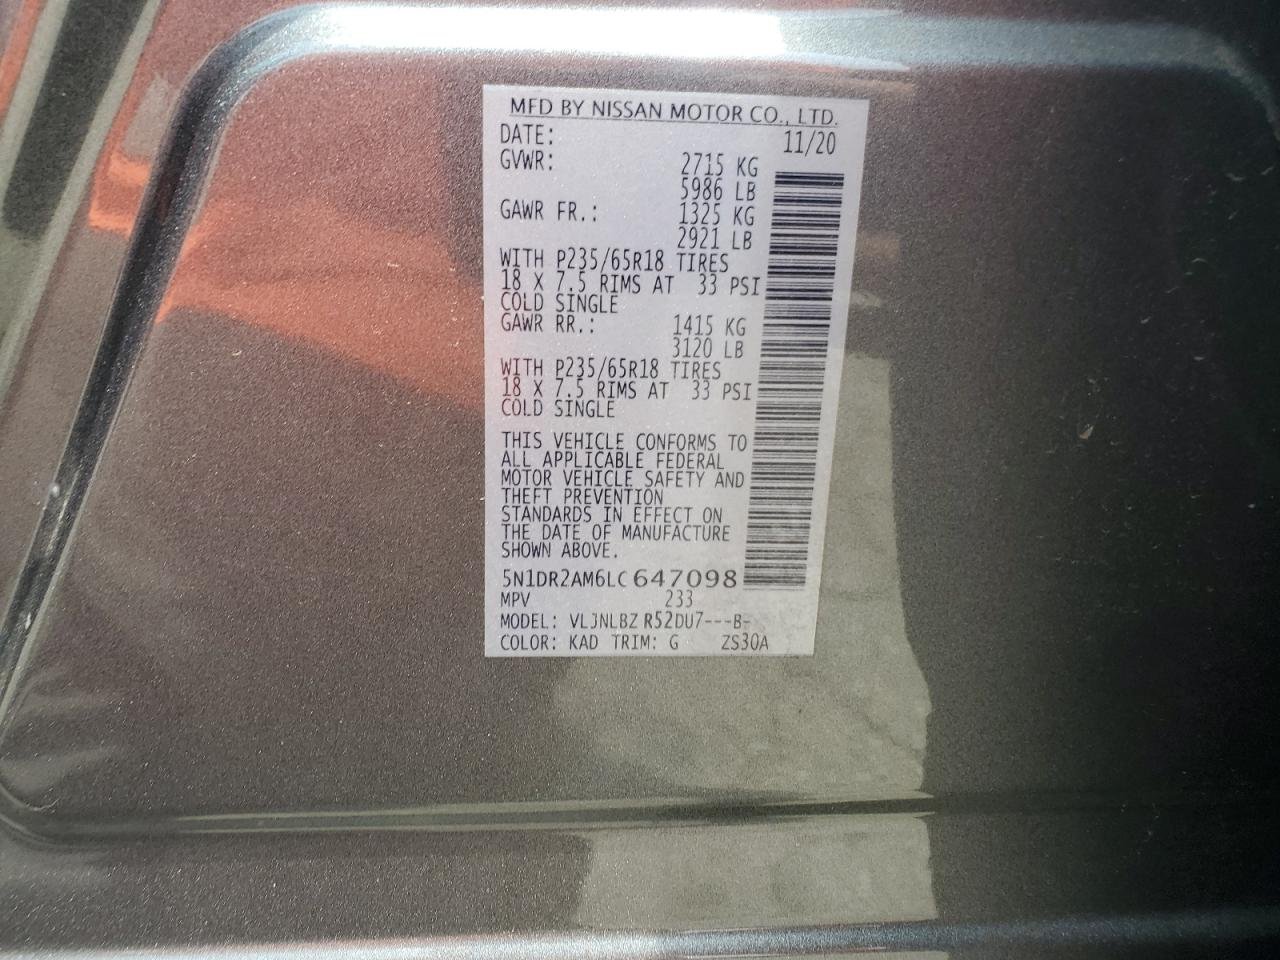 MFD BY NISSAN MOTOR CO., LTD.
DATE: 11/20
GVWR: 2715 KG
5986 LB
GAWR FR.: 1325 KG
2921 LB
WITH P235/65R18 TIRES
18 X 7.5 RIMS AT 33 PSI
COLD SINGLE
GAWR RR.: 1415 KG
3120 LB
WITH P235/65R18 TIRES
18 X 7.5 RIMS AT 33 PSI
COLD SINGLE
THIS VEHICLE CONFORMS TO
ALL APPLICABLE FEDERAL
MOTOR VEHICLE SAFETY AND
THEFT PREVENTION
STANDARDS IN EFFECT ON
THE DATE OF MANUFACTURE
SHOWN ABOVE.
5N1DR2AM6LC647098
MPV 233
MODEL: VLJNLBZ R52DU7---B-
COLOR: KAD TRIM: G ZS30A